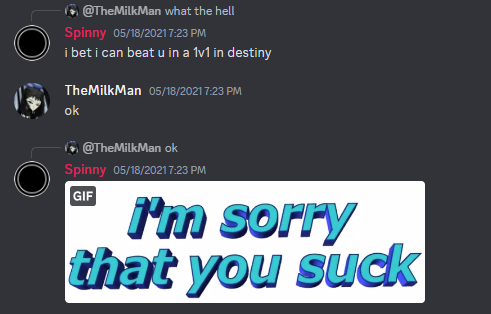 @TheMilkMan what the hell
Spinny 05/18/2021 7:23 PM
i bet i can beat u in a 1v1 in destiny
TheMilkMan 05/18/2021 7:23 PM
ok
@TheMilkMan ok
Spinny 05/18/2021 7:23 PM
GIF
i'm sorry
that you suck